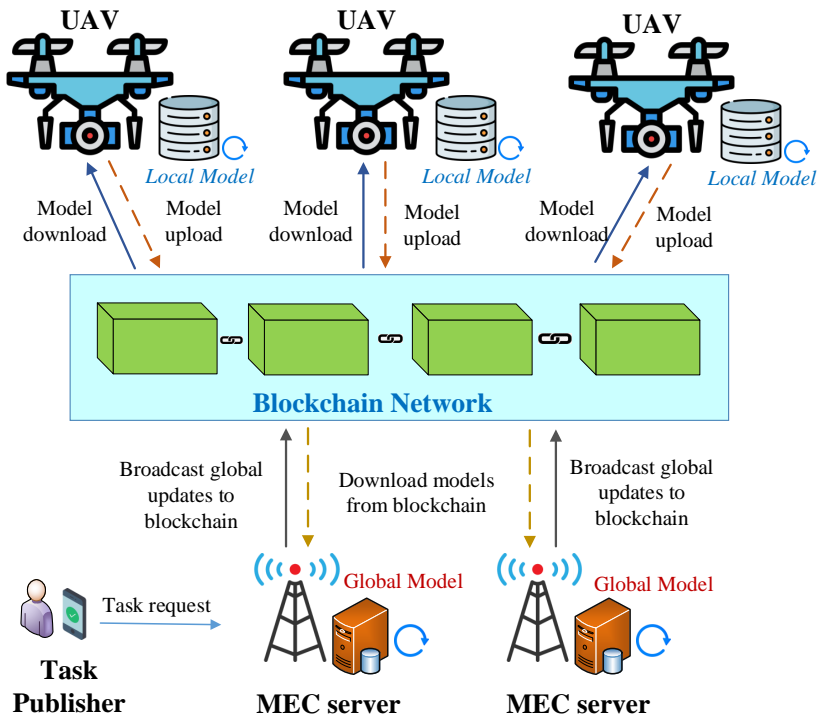 UAV
UAV
UAV
Local Model
Local Model
Local Model
Model
download
Model
upload
Model
download
Model
upload
Model
download
Model
upload
Blockchain Network
Broadcast global
updates to
blockchain
Download models
from blockchain
Broadcast global
updates to
blockchain
Global Model
Global Model
Task request
Task
Publisher
MEC server
MEC server